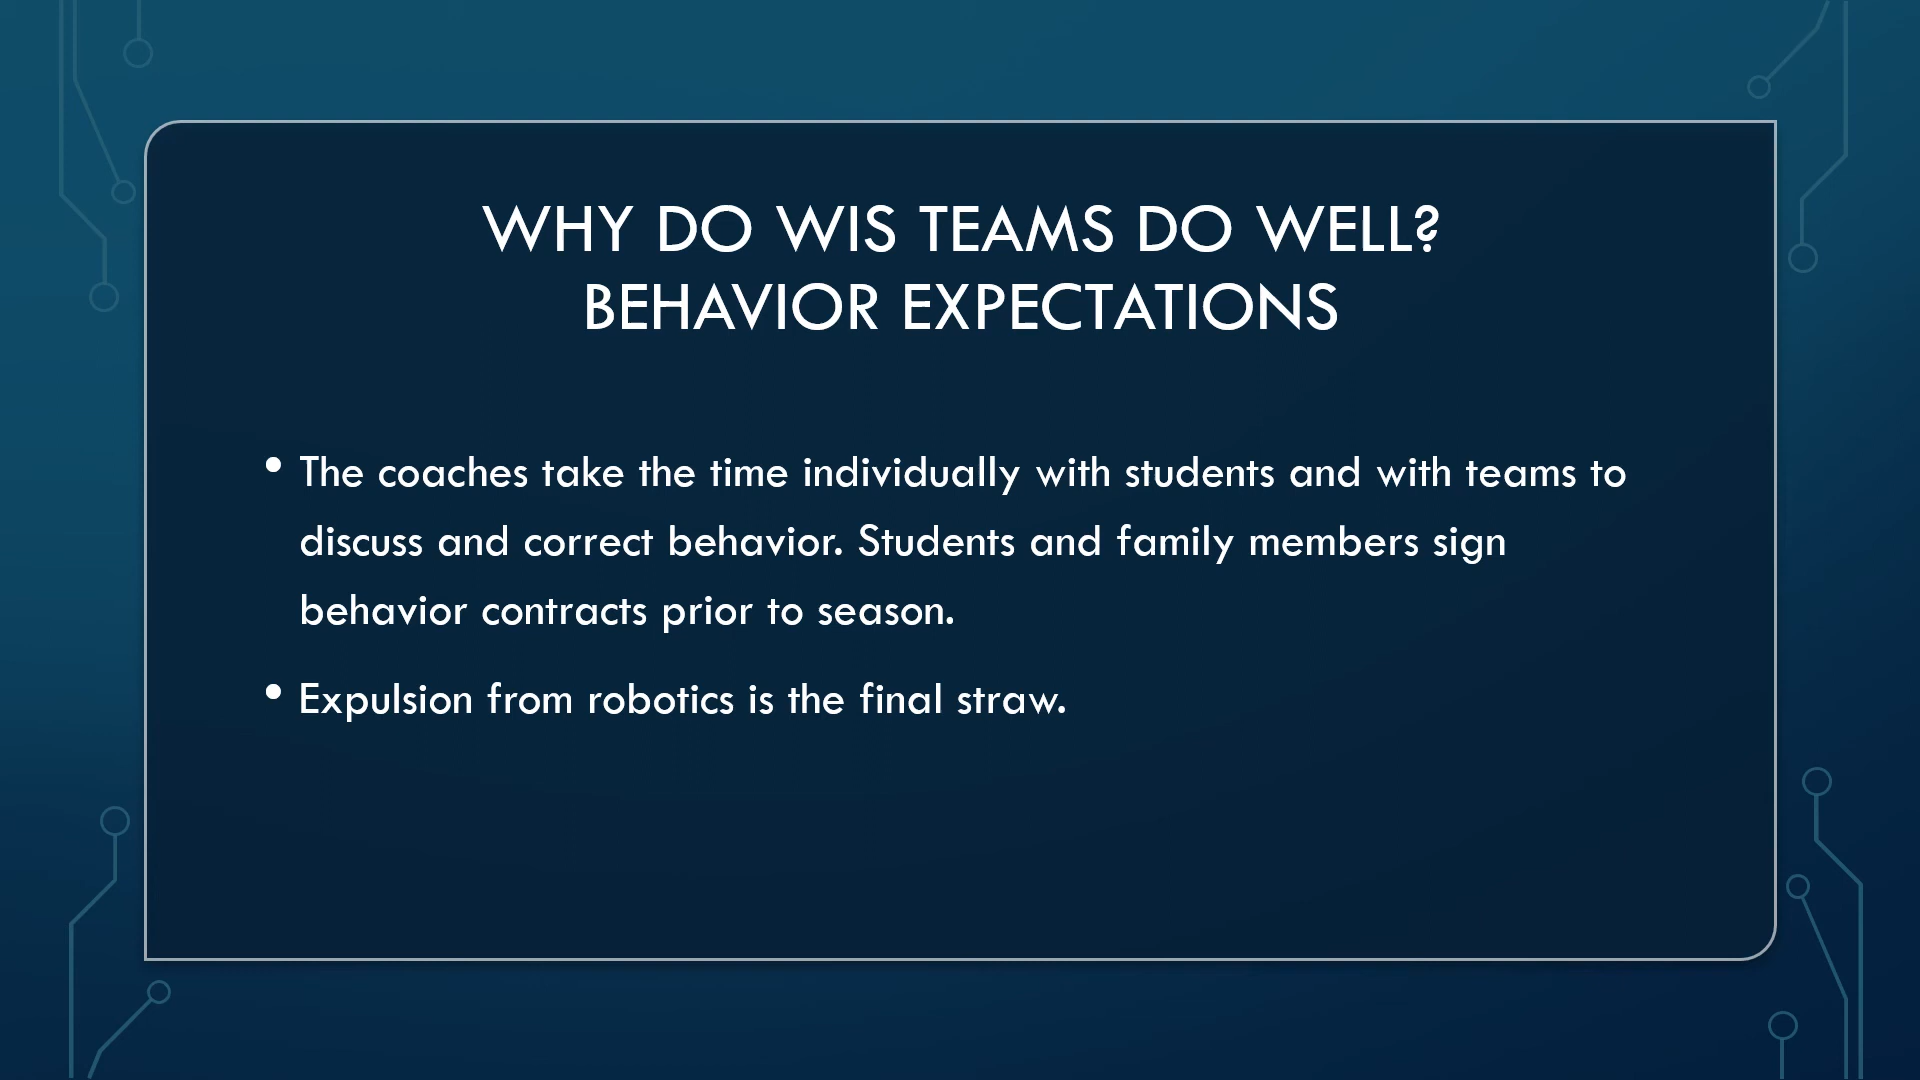 WHY DO WIS TEAMS DO WELL?
BEHAVIOR EXPECTATIONS
• The coaches take the time individually with students and with teams to
discuss and correct behavior. Students and family members sign
behavior contracts prior to season.
• Expulsion from robotics is the final straw.